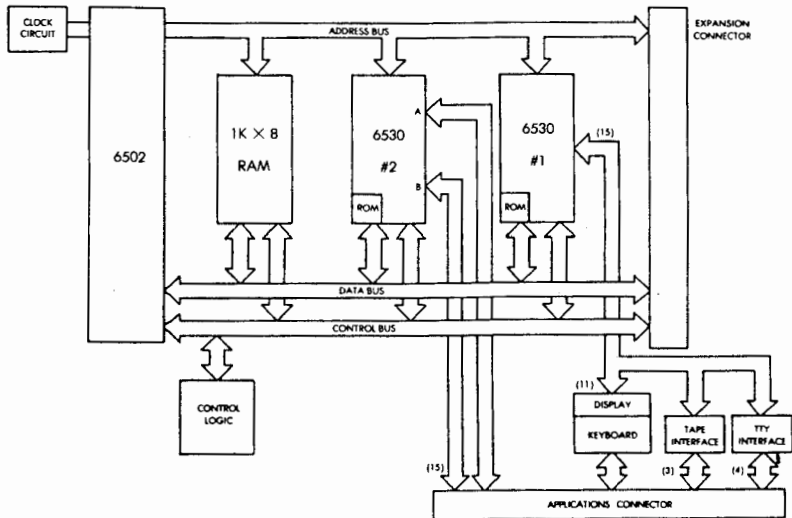 CLOCK
CIRCUIT
ADDRESS BUS
EXPANSION
CONNECTOR
6502
1K × 8
RAM
A
6530
#2
B
ROM
(15)
6530
#1
ROM
DATA BUS
CONTROL BUS
CONTROL
LOGIC
(11)
DISPLAY
KEYBOARD
TAPE
INTERFACE
TTY
INTERFACE
(15)
(3)
(4)
APPLICATIONS CONNECTOR